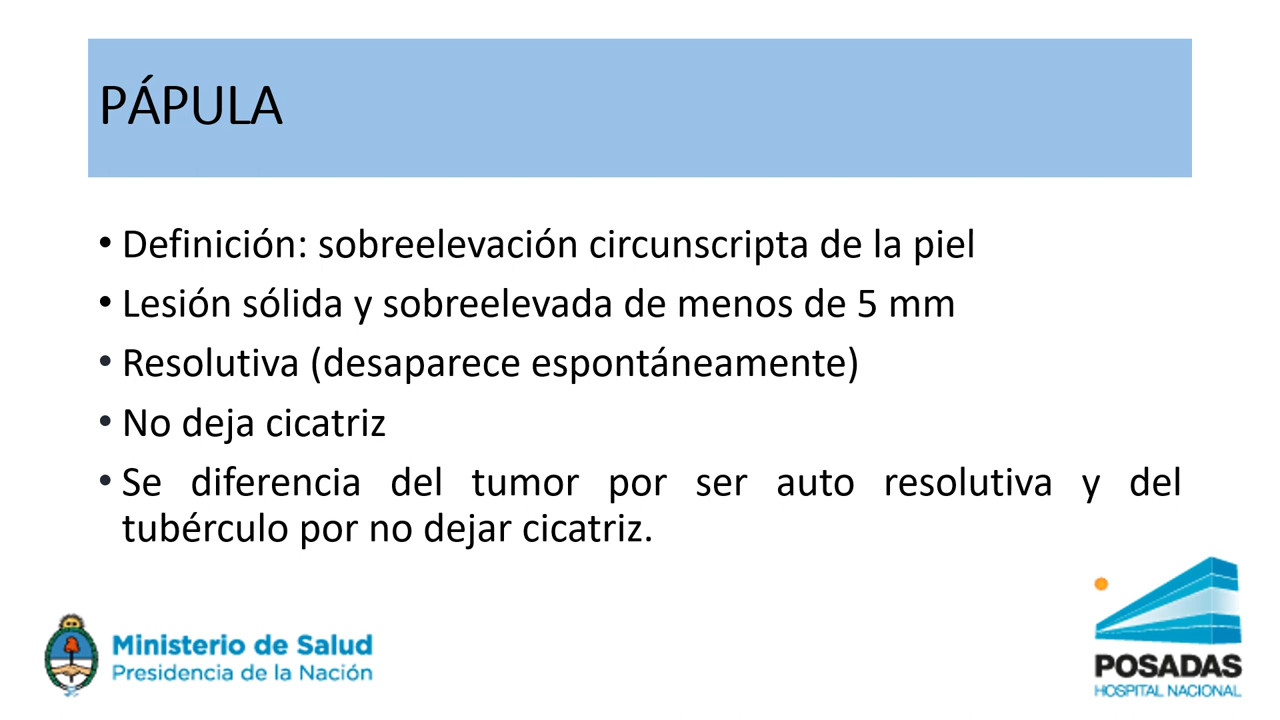 PÁPULA
• Definición: sobreelevación circunscripta de la piel
• Lesión sólida y sobreelevada de menos de 5 mm
• Resolutiva (desaparece espontáneamente)
• No deja cicatriz
• Se diferencia del tumor por ser auto resolutiva y del
tubérculo por no dejar cicatriz.
Ministerio de Salud
Presidencia de la Nación
POSADAS
HOSPITAL NACIONAL